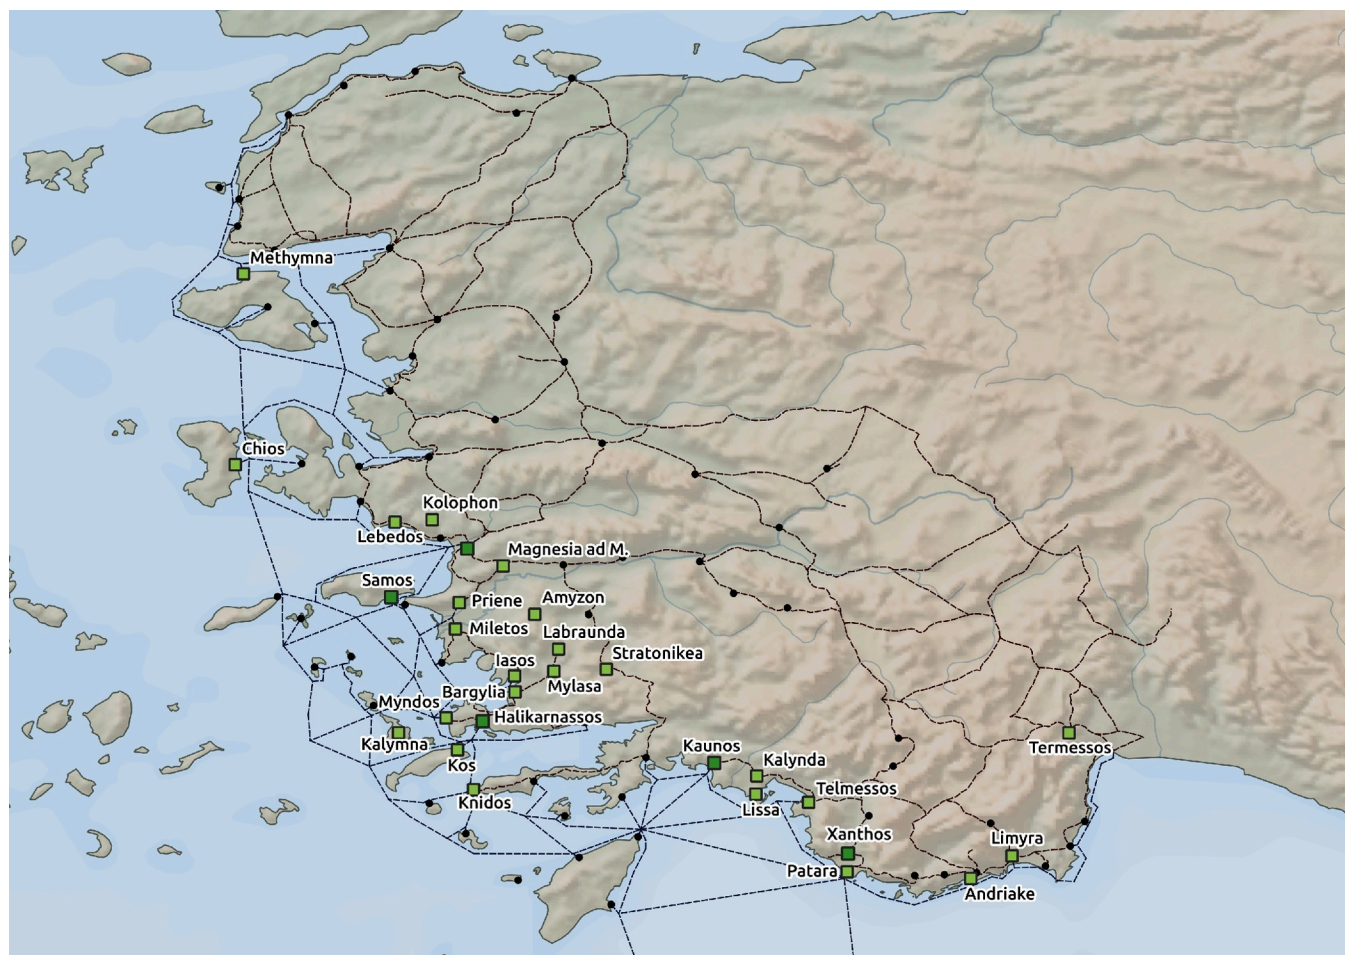 Methymna
Chios
Kolophon
Lebedos
Magnesia ad M.
Samos
Priene
Amyzon
Miletos
Labraunda
Iasos
Stratonikea
Bargylia
Mylasa
Myndos
Halikarnassos
Kalymna
Kos
Kaunos
Kalynda
Termessos
Knidos
Lissa
Telmessos
Xanthos
Limyra
Patara
Andriake